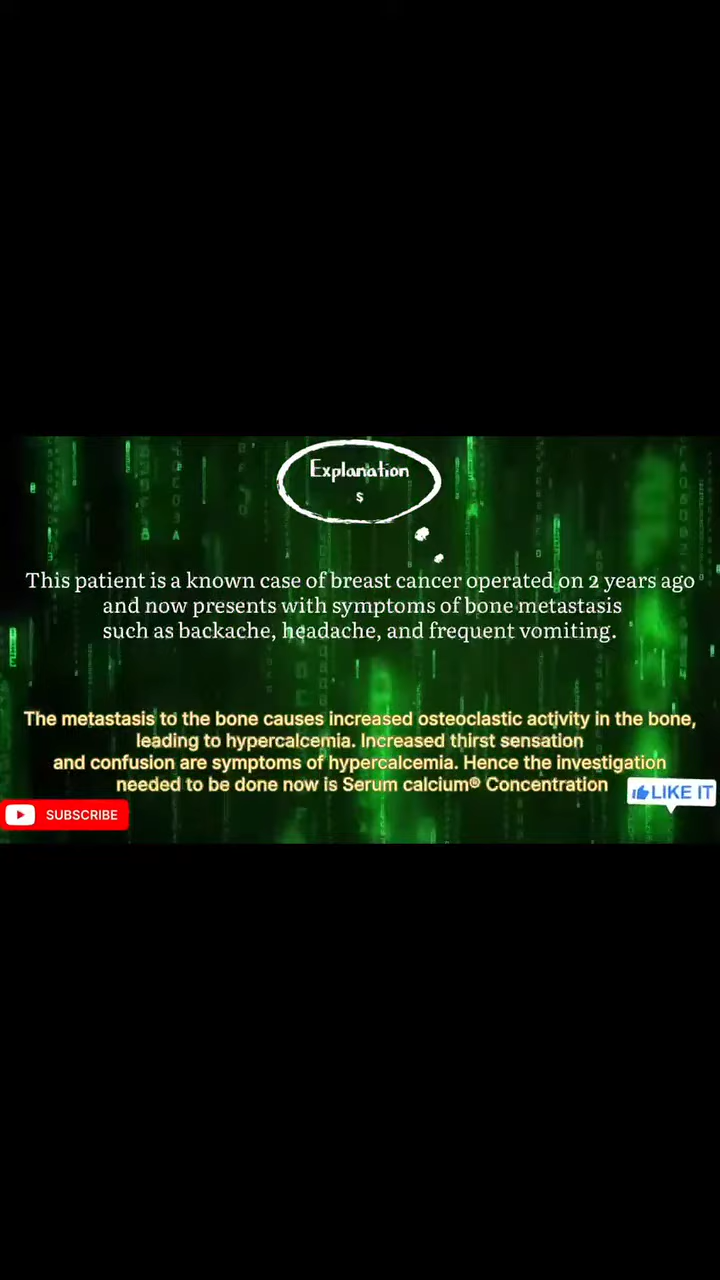 Explanation
s
This patient is a known case of breast cancer operated on 2 years ago
and now presents with symptoms of bone metastasis
such as backache, headache, and frequent vomiting.
The metastasis to the bone causes increased osteoclastic activity in the bone,
leading to hypercalcemia. Increased thirst sensation
and confusion are symptoms of hypercalcemia. Hence the investigation
needed to be done now is Serum calcium® Concentration
LIKE IT
SUBSCRIBE